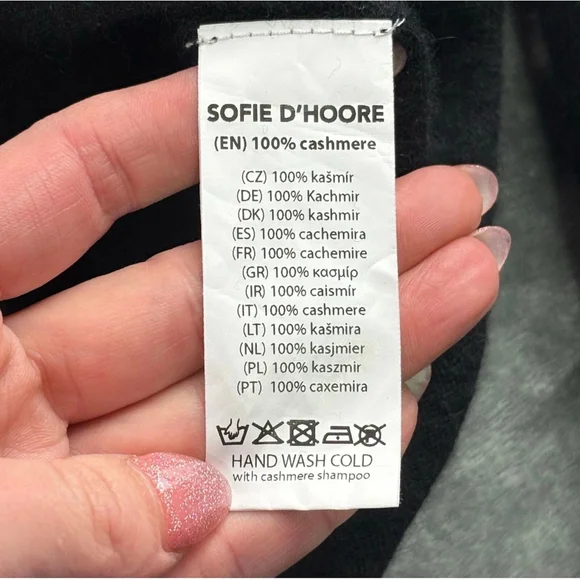 SOFIE D'HOORE
(EN) 100% cashmere
(CZ) 100% kašmír
(DE) 100% Kachmir
(DK) 100% kashmir
(ES) 100% cachemira
(FR) 100% cachemire
(GR) 100% κασμίρ
(IR) 100% caismír
(IT) 100% cashmere
(LT) 100% kašmira
(NL) 100% kasjmier
(PL) 100% kaszmir
(PT) 100% caxemira
HAND WASH COLD
with cashmere shampoo